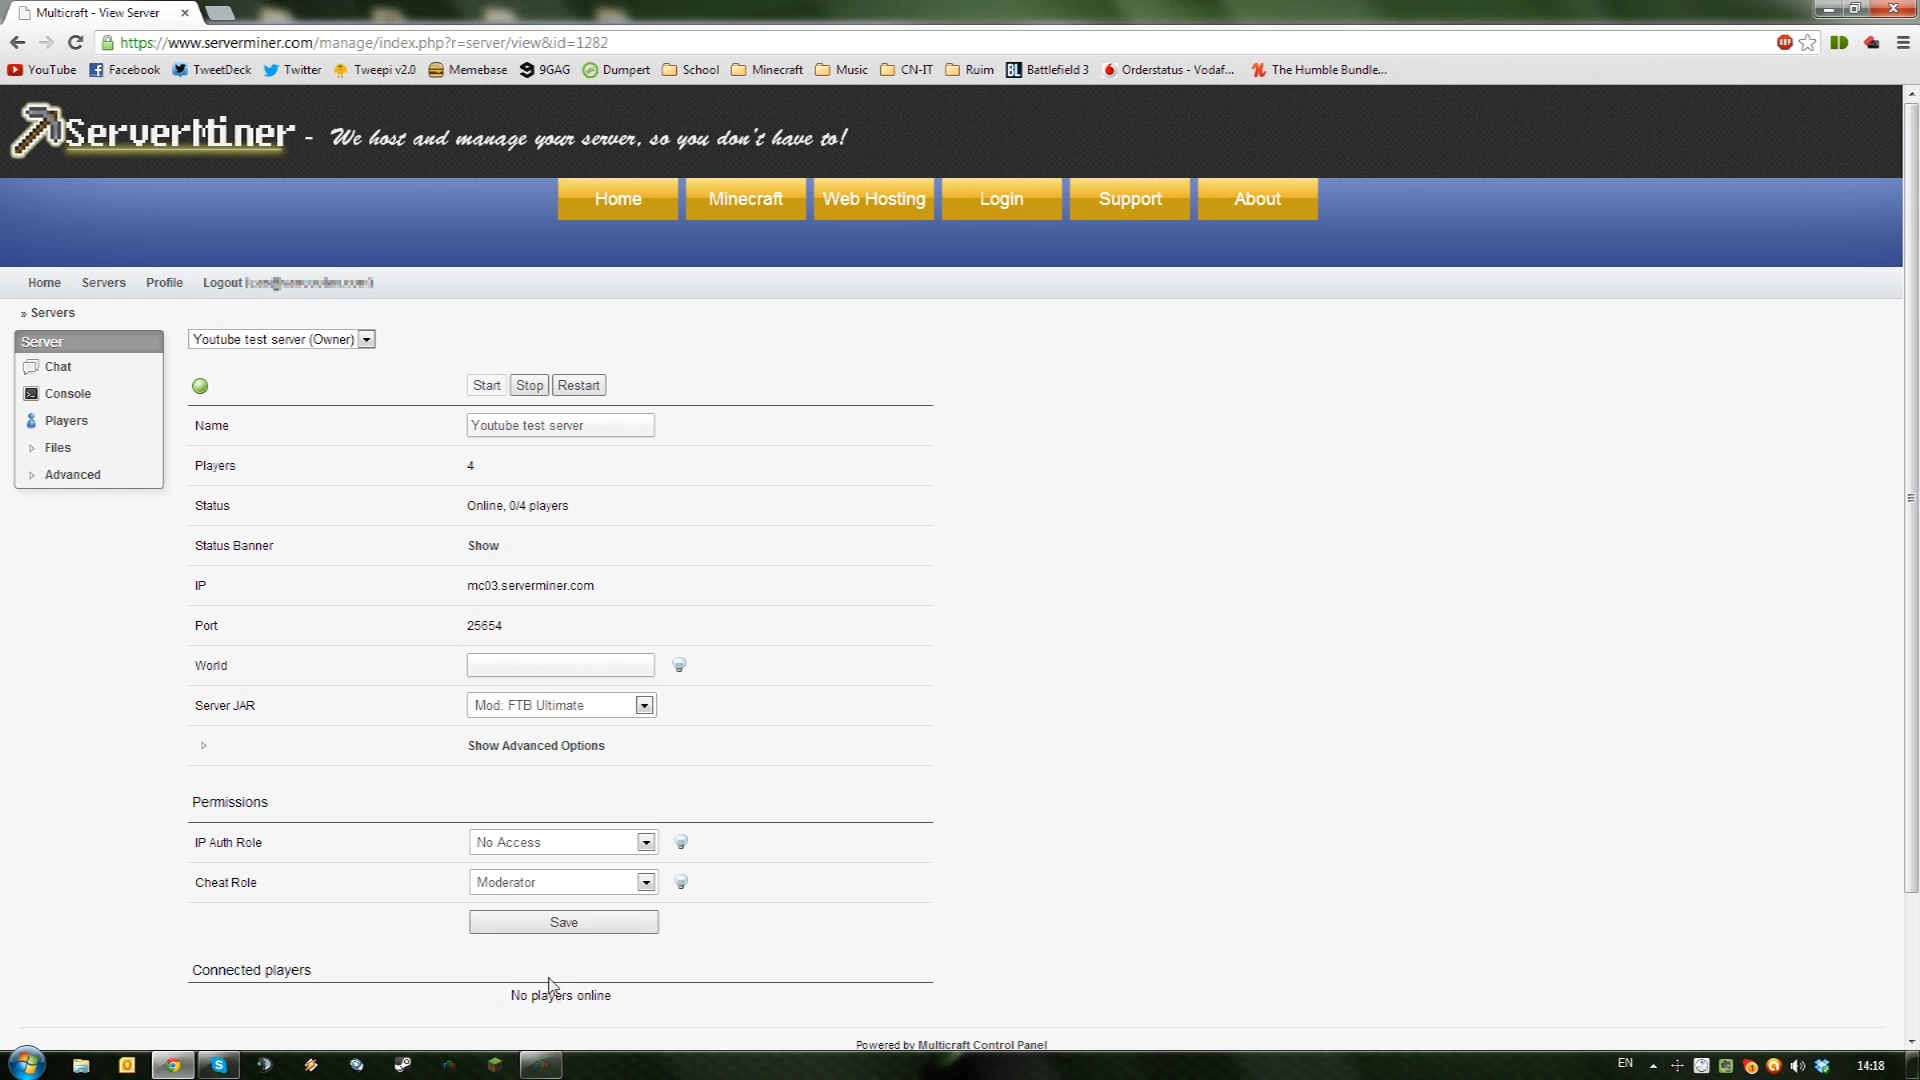 Multicraft - View Server
https://www.serverminer.com/manage/index.php?r=server/view&id=1282
YouTube Facebook TweetDeck Twitter Tweepi v2.0 Memebase 9GAG Dumpert School Minecraft Music CN-IT Ruim Battlefield 3 Orderstatus - Vodaf... The Humble Bundle...
ServerMiner - We host and manage your server, so you don't have to!
Home Minecraft Web Hosting Login Support About
Home Servers Profile Logout
» Servers
Server
Chat
Console
Players
Files
Advanced
Youtube test server (Owner)
Start Stop Restart
Name Youtube test server
Players 4
Status Online, 0/4 players
Status Banner Show
IP mc03.serverminer.com
Port 25654
World
Server JAR Mod: FTB Ultimate
Show Advanced Options
Permissions
IP Auth Role No Access
Cheat Role Moderator
Save
Connected players
No players online
Powered by Multicraft Control Panel
EN 14:18